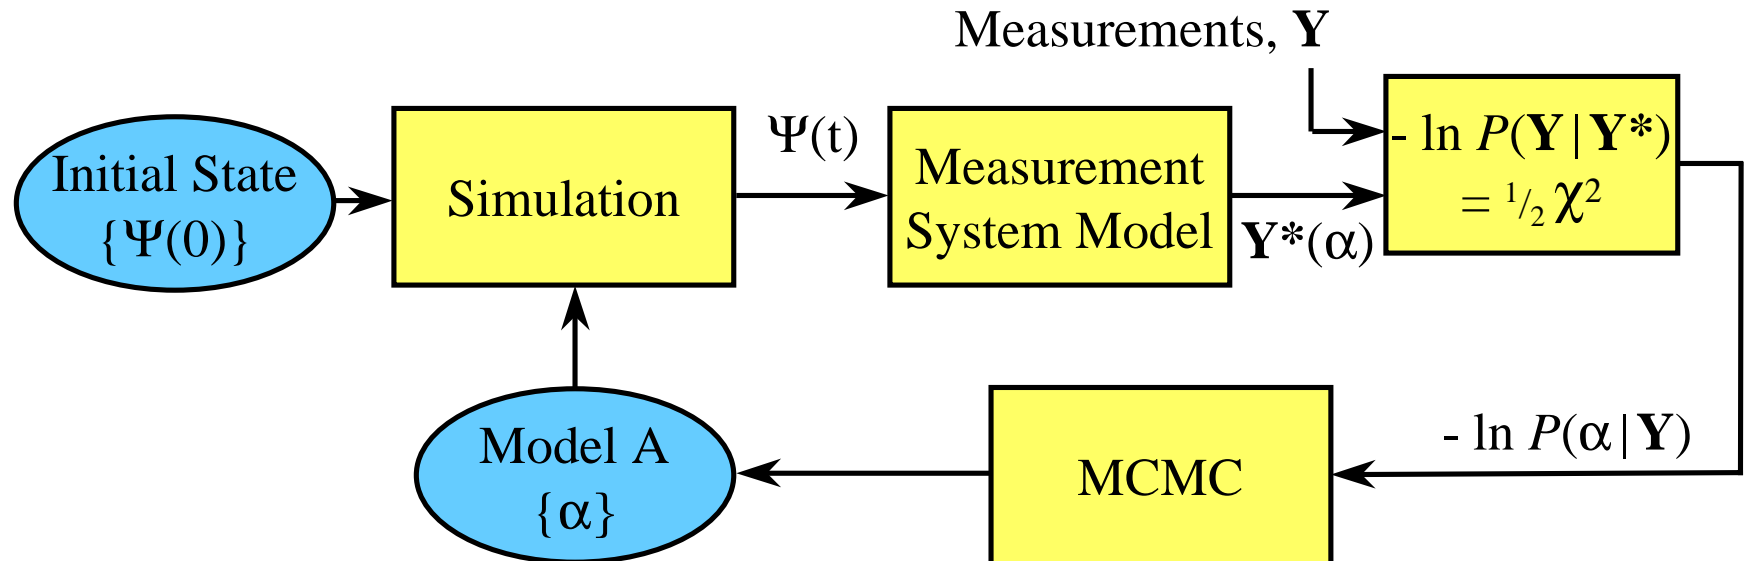 Measurements, Y
Initial State
{Ψ(0)}
Simulation
Ψ(t)
Measurement
System Model
Y*(α)
- ln P(Y|Y*)
= 1/2 χ²
Model A
{α}
MCMC
- ln P(α|Y)